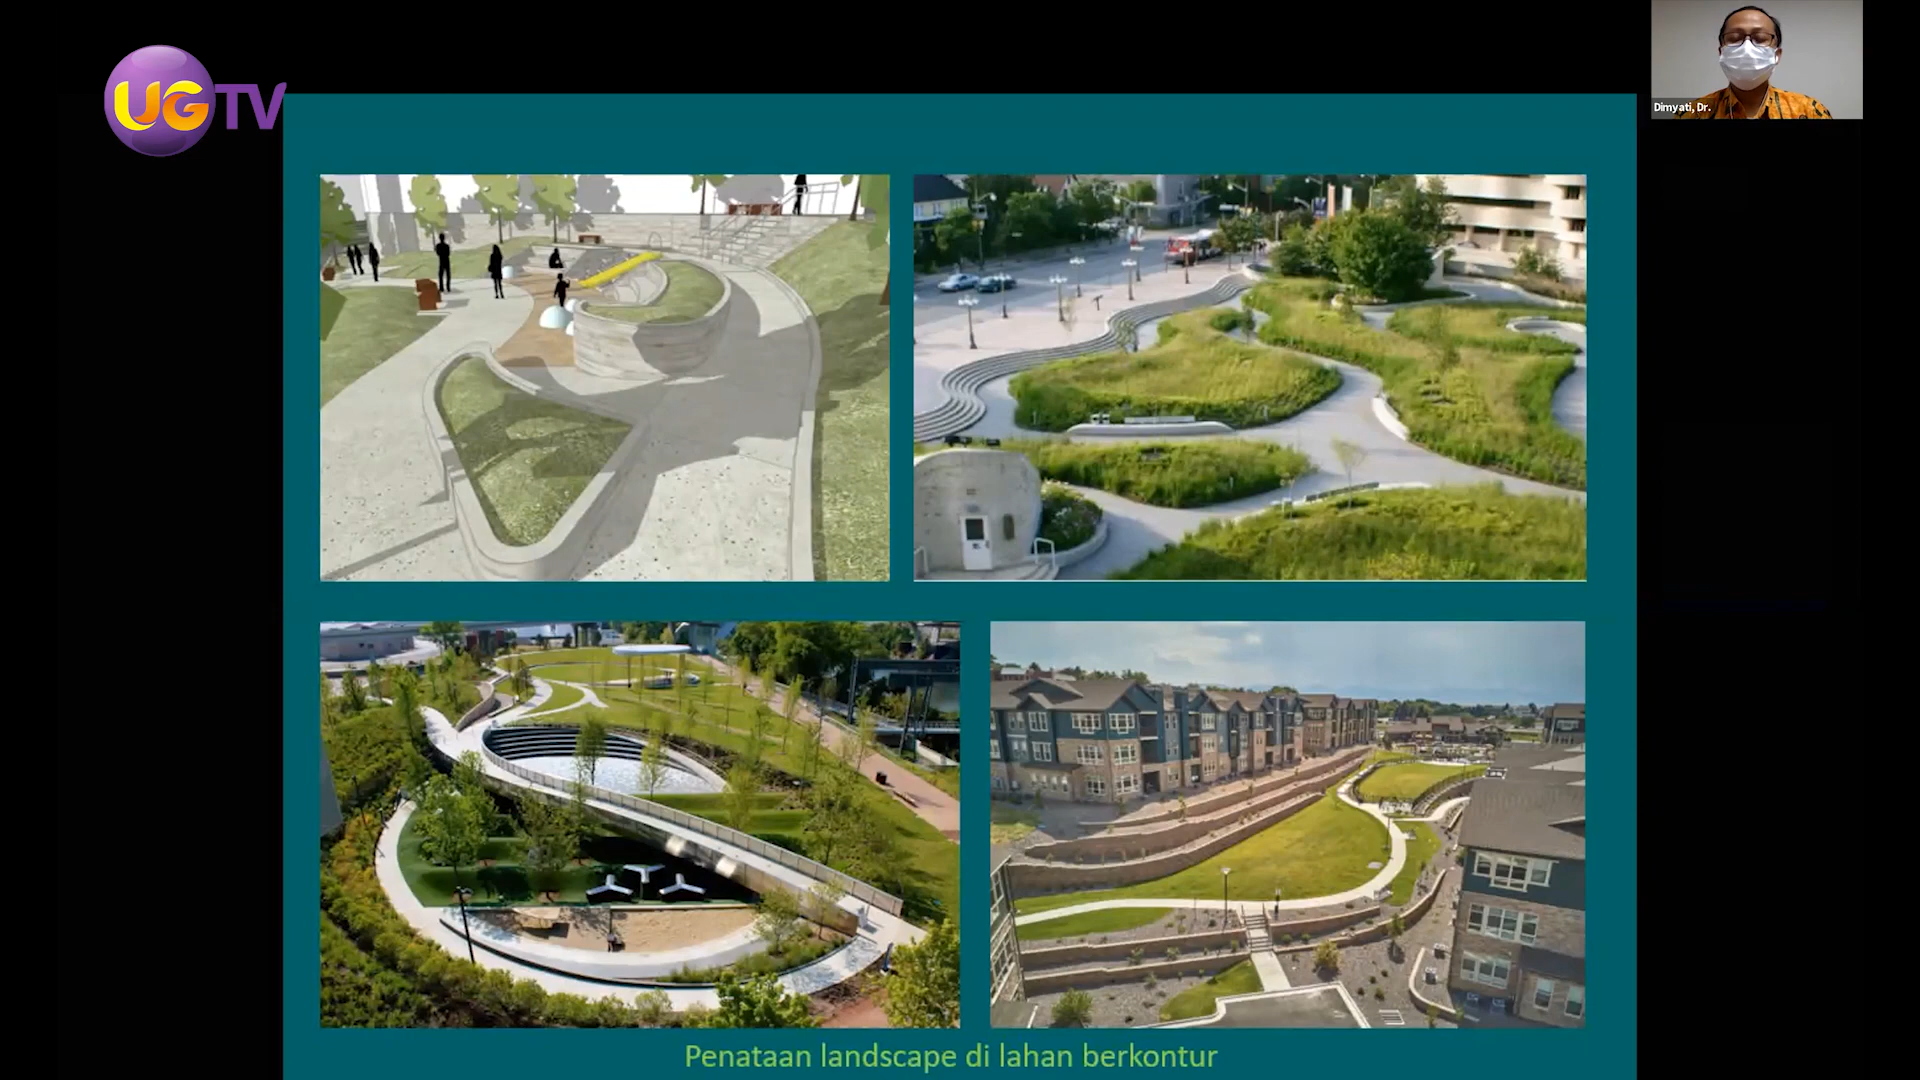 UGTV
Dimyati, Dr.
Penataan landscape di lahan berkontur